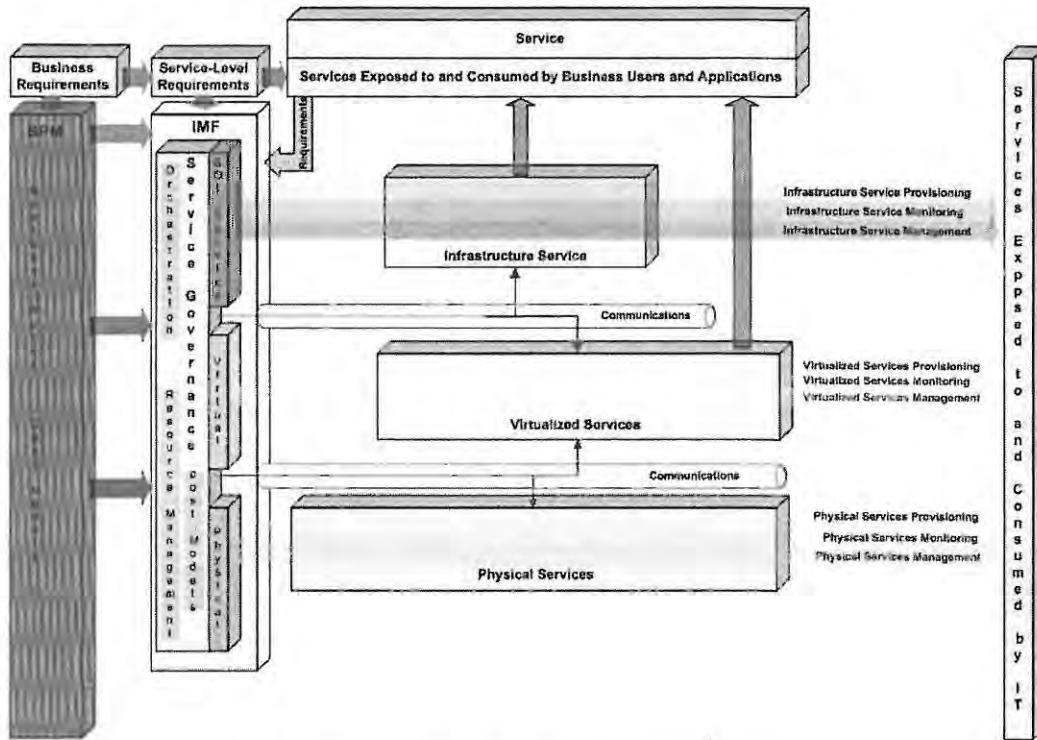 Service
Business
Requirements
Service-Level
Requirements
Services Exposed to and Consumed by Business Users and Applications
Requirements
BPM
IMF
Orchestration
Resource Management
Service Governance
Cost Models
Virtual
Physical
Infrastructure Service
Infrastructure Service Provisioning
Infrastructure Service Monitoring
Infrastructure Service Management
Communications
Virtualized Services
Virtualized Services Provisioning
Virtualized Services Monitoring
Virtualized Services Management
Communications
Physical Services
Physical Services Provisioning
Physical Services Monitoring
Physical Services Management
Services Exppsed to and Consumed by IT